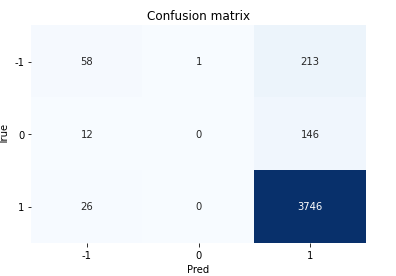 Confusion matrix
-1 58 1 213
True
0 12 0 146
1 26 0 3746
-1 0 1
Pred